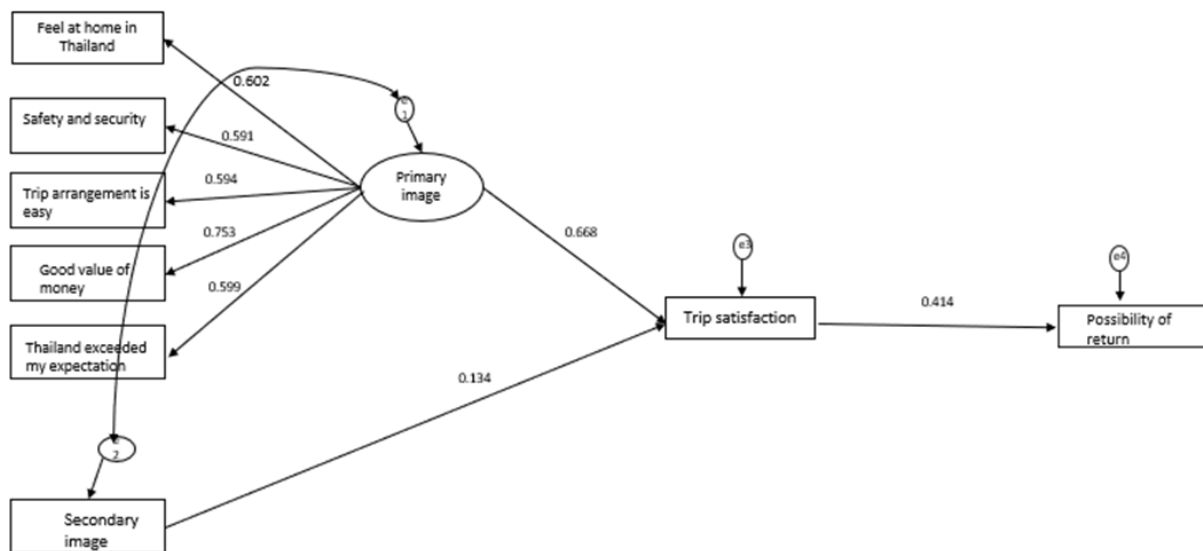 Feel at home in
Thailand
0.602
e
1
Safety and security
0.591
Primary
image
Trip arrangement is
easy
0.594
0.753
0.668
e3
e4
Good value of
money
0.599
Trip satisfaction
0.414
Possibility of
return
Thailand exceeded
my expectation
0.134
e
2
Secondary
image